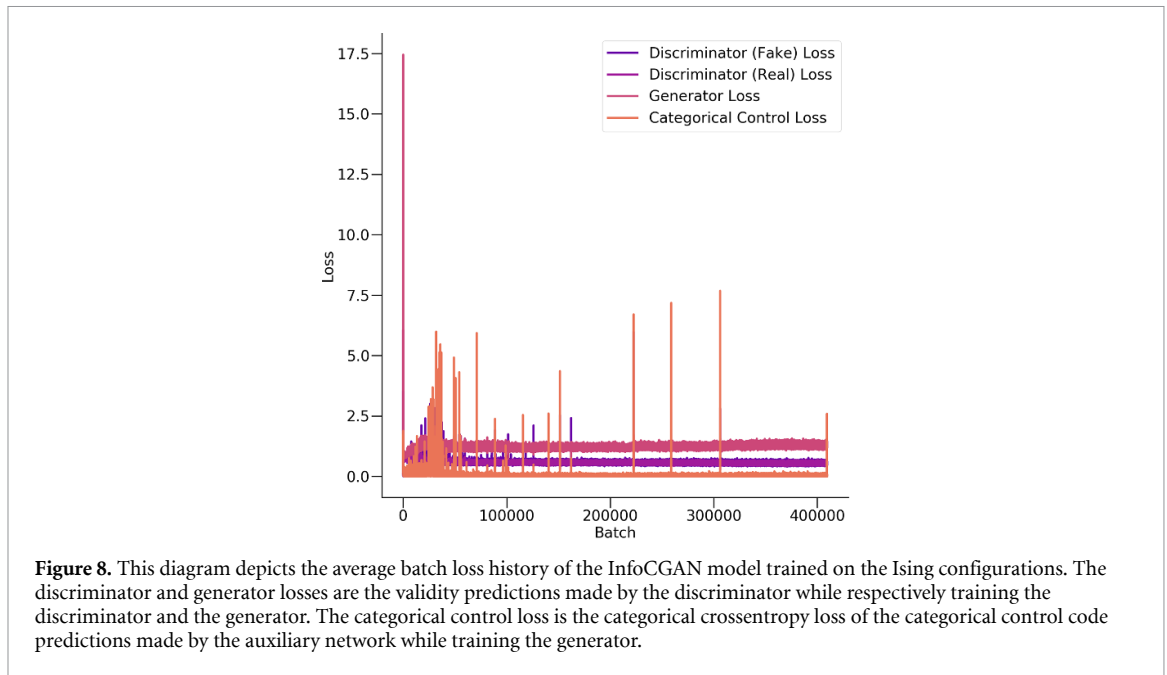 17.5
15.0
12.5
10.0
7.5
5.0
2.5
0.0
Loss
Discriminator (Fake) Loss
Discriminator (Real) Loss
Generator Loss
Categorical Control Loss
0
100000
200000
300000
400000
Batch
Figure 8. This diagram depicts the average batch loss history of the InfoCGAN model trained on the Ising configurations. The
discriminator and generator losses are the validity predictions made by the discriminator while respectively training the
discriminator and the generator. The categorical control loss is the categorical crossentropy loss of the categorical control code
predictions made by the auxiliary network while training the generator.